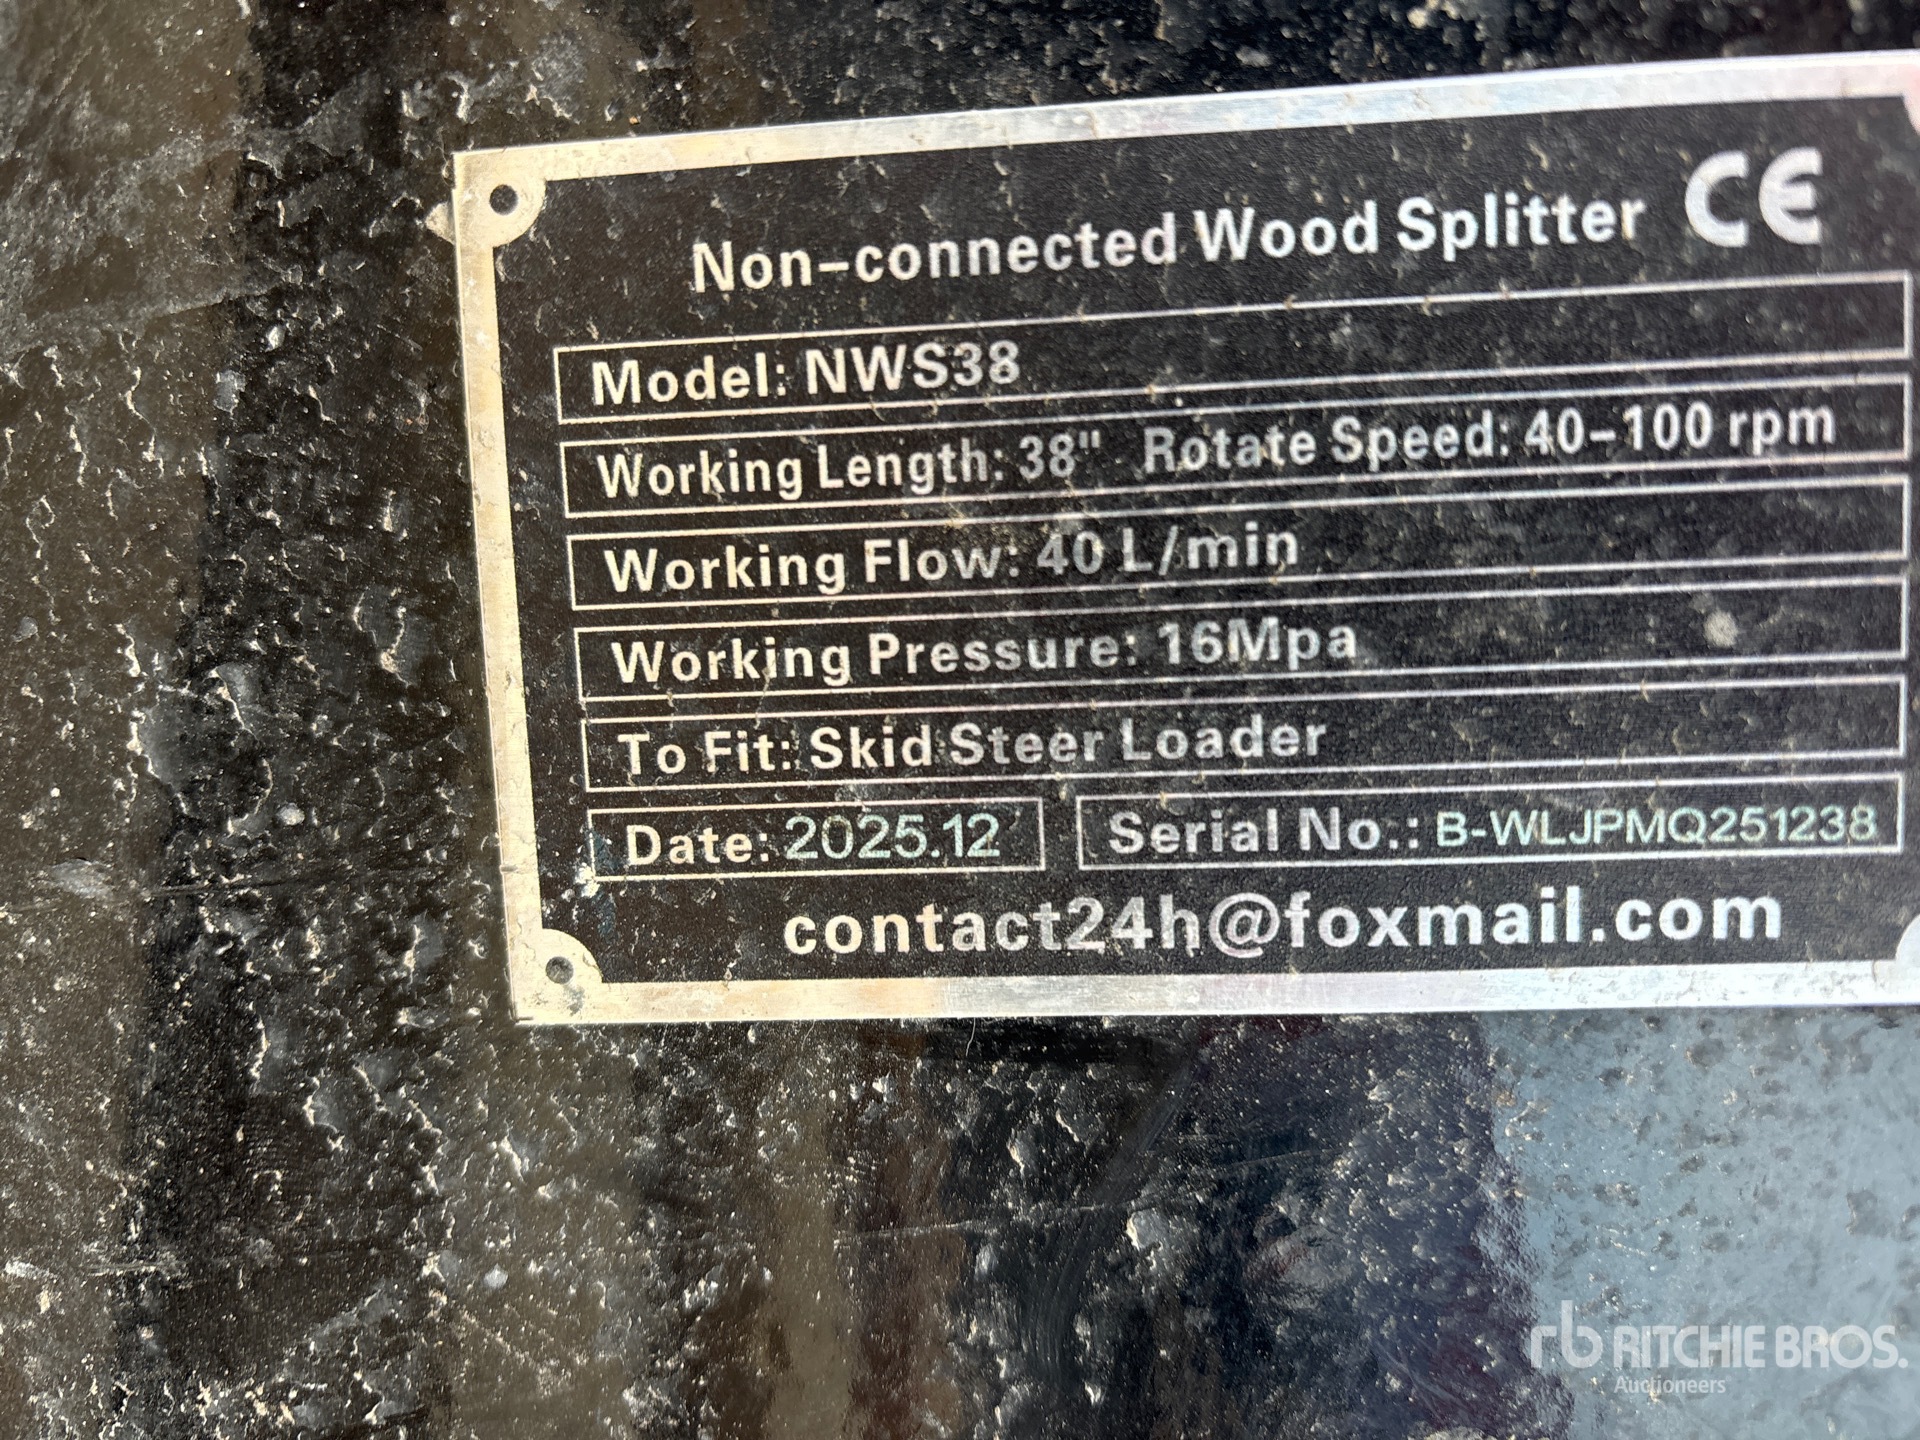 Non-connected Wood Splitter CE
Model: NWS38
Working Length: 38" Rotate Speed: 40-100 rpm
Working Flow: 40 L/min
Working Pressure: 16Mpa
To Fit: Skid Steer Loader
Date: 2025.12 Serial No.: B-WLJPMQ251238
contact24h@foxmail.com
rb RITCHIE BROS.
Auctioneers